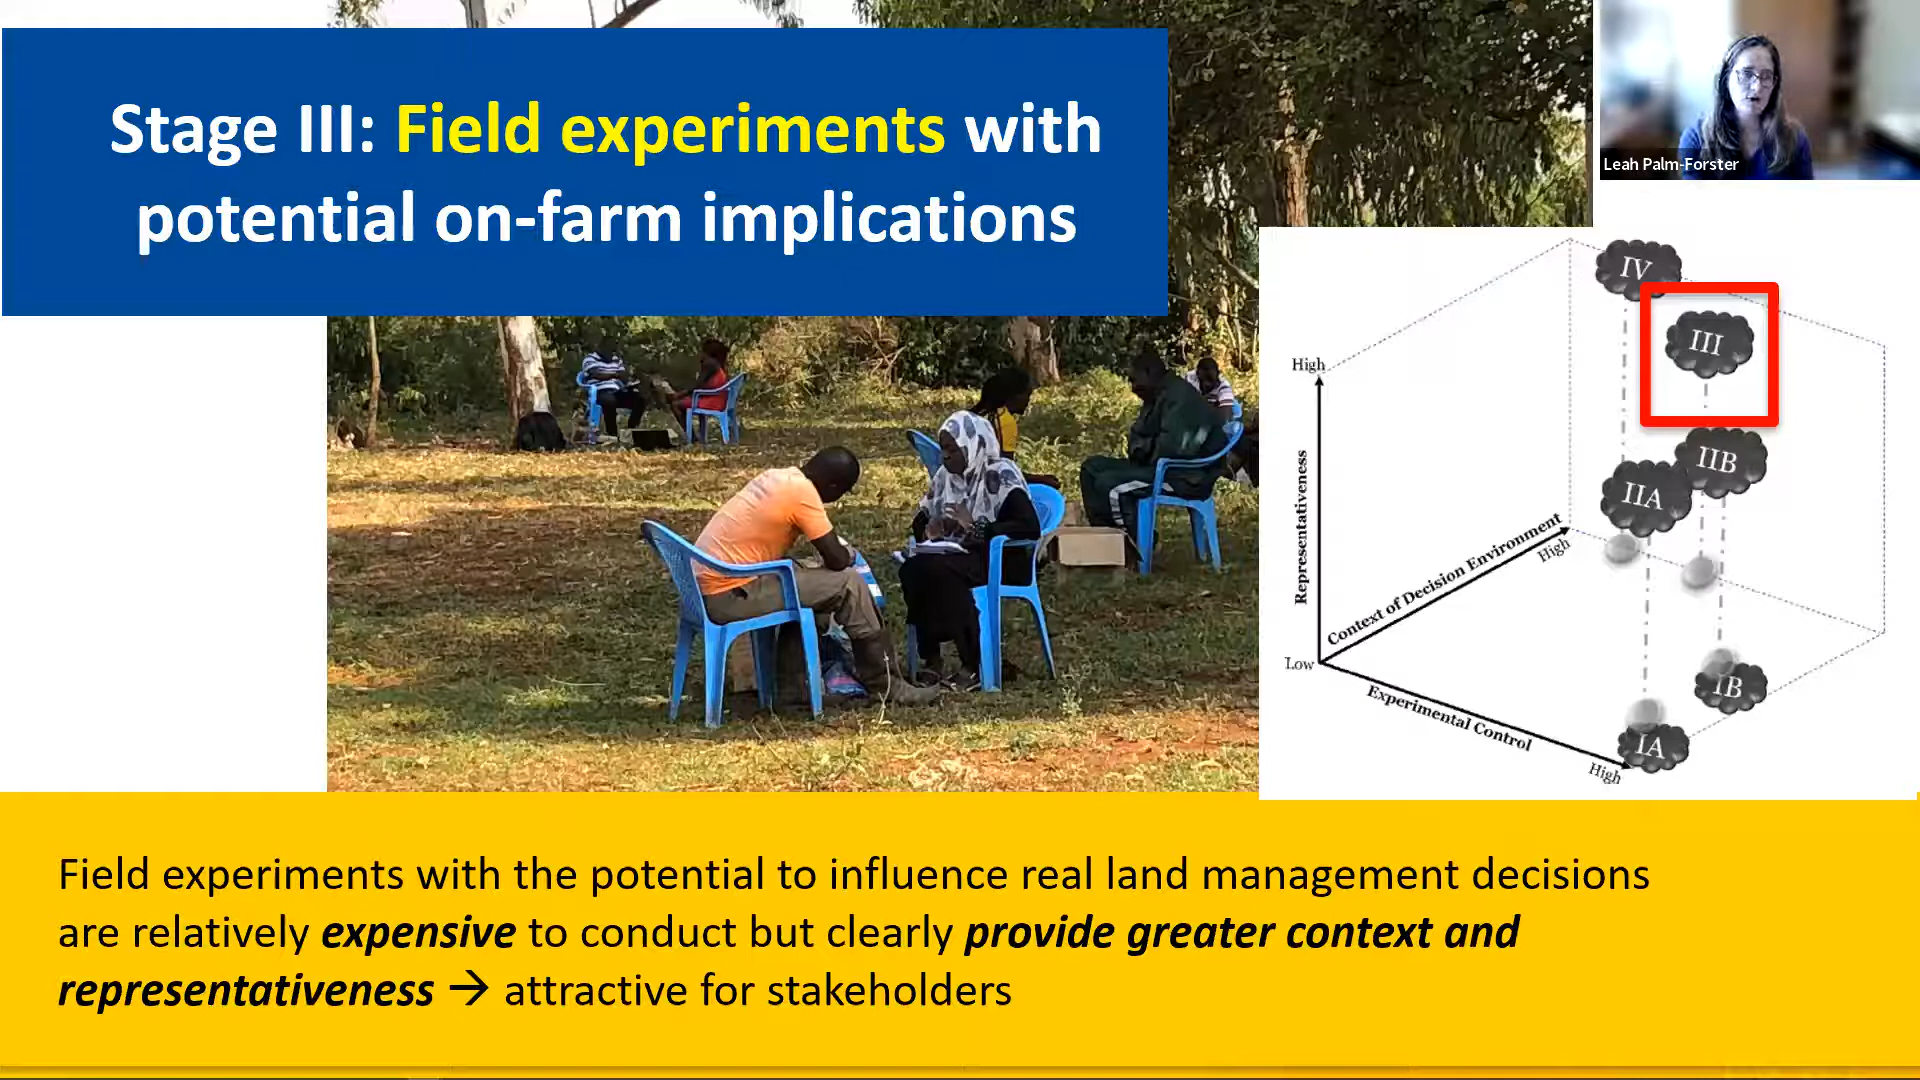 Stage III: Field experiments with
potential on-farm implications
Leah Palm-Forster
IV
III
High
IIB
IIA
Representativeness
Context of Decision Environment
High
Low
Experimental Control
High
IB
IA
Field experiments with the potential to influence real land management decisions
are relatively expensive to conduct but clearly provide greater context and
representativeness → attractive for stakeholders